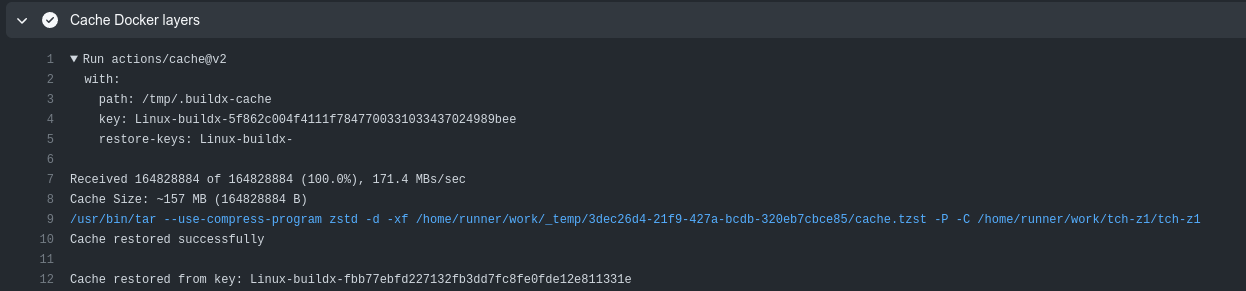 Cache Docker layers
1 ▼ Run actions/cache@v2
2 with:
3 path: /tmp/.buildx-cache
4 key: Linux-buildx-5f862c004f4111f7847700331033437024989bee
5 restore-keys: Linux-buildx-
6
7 Received 164828884 of 164828884 (100.0%), 171.4 MBs/sec
8 Cache Size: ~157 MB (164828884 B)
9 /usr/bin/tar --use-compress-program zstd -d -xf /home/runner/work/_temp/3dec26d4-21f9-427a-bcdb-320eb7cbce85/cache.tzst -P -C /home/runner/work/tch-z1/tch-z1
10 Cache restored successfully
11
12 Cache restored from key: Linux-buildx-fbb77ebfd227132fb3dd7fc8fe0fde12e811331e